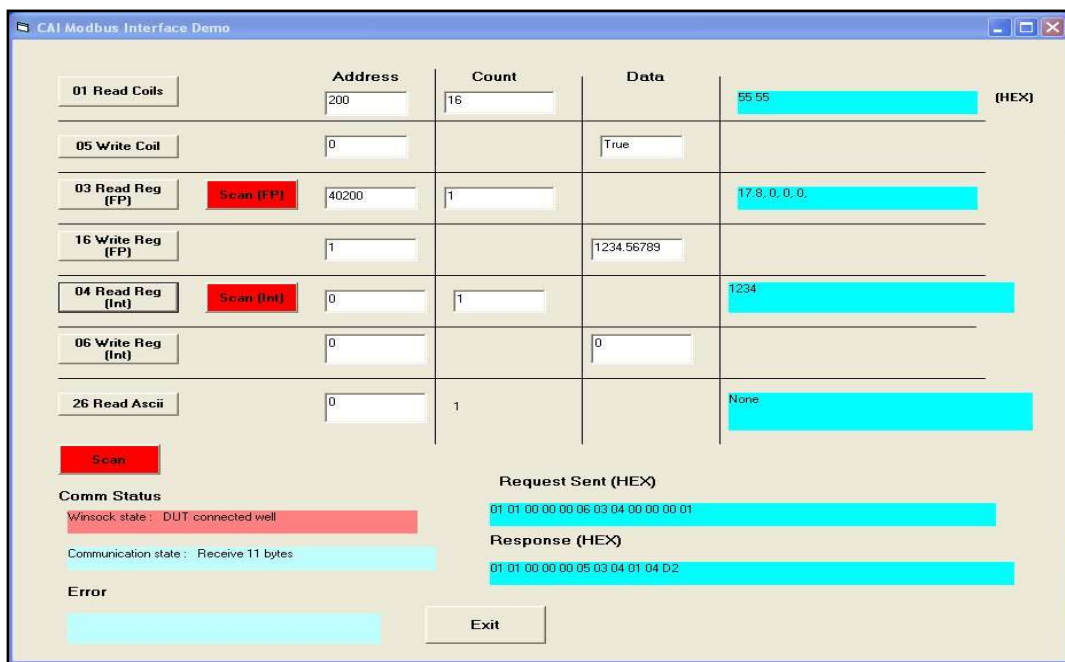 CAI Modbus Interface Demo
Address Count Data
01 Read Coils 200 16 55 55 (HEX)
05 Write Coil 0 True
03 Read Reg (FP) Scan (FP) 40200 1 17.8, 0, 0, 0,
16 Write Reg (FP) 1 1234.56789
04 Read Reg (Int) Scan (Int) 0 1 1234
06 Write Reg (Int) 0 0
26 Read Ascii 0 1 None
Scan
Comm Status
Winsock state : DUT connected well
Communication state : Receive 11 bytes
Error
Request Sent (HEX)
01 01 00 00 00 06 03 04 00 00 00 01
Response (HEX)
01 01 00 00 00 05 03 04 01 04 D2
Exit